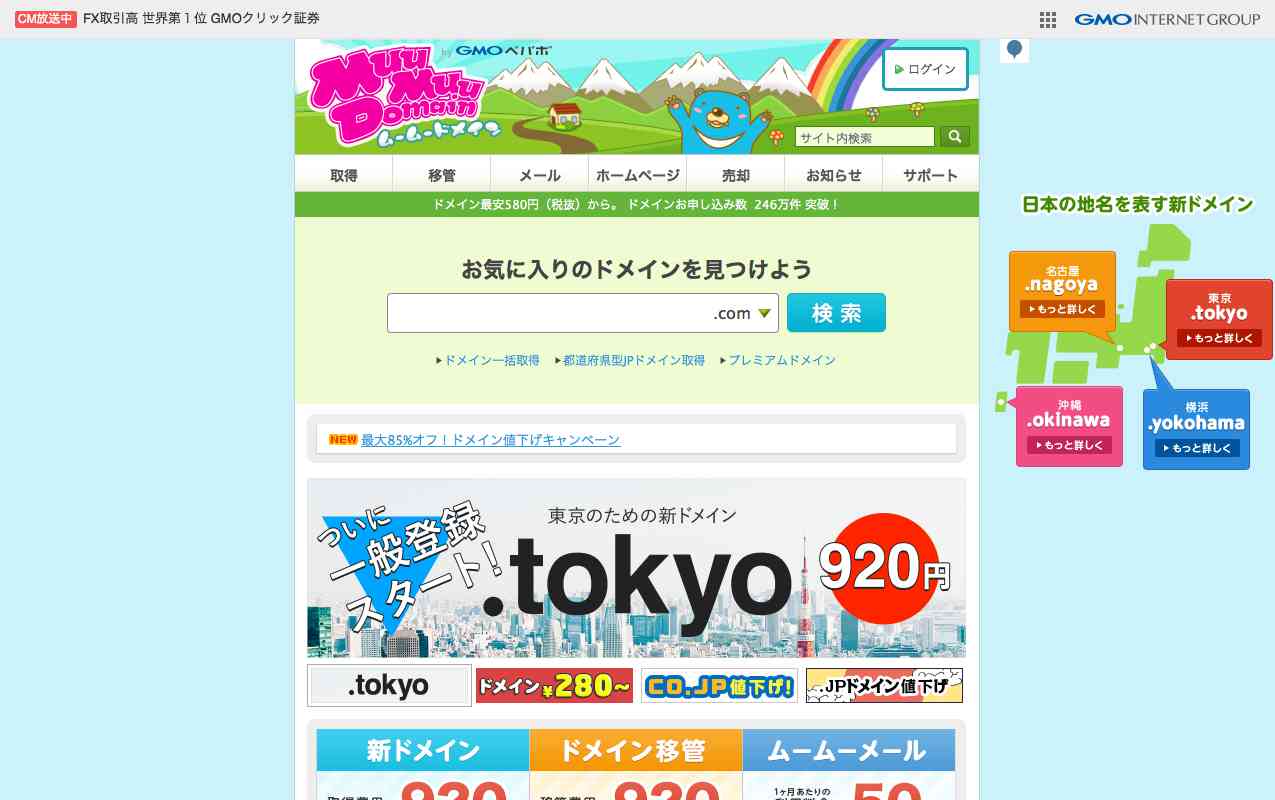 CM放送中 FX取引高 世界第1位 GMOクリック証券
GMO INTERNET GROUP
by GMOペパボ
MuuMuu Domain
ムームードメイン
ログイン
サイト内検索
取得 移管 メール ホームページ 売却 お知らせ サポート
ドメイン最安580円（税抜）から。 ドメインお申し込み数 246万件 突破！
お気に入りのドメインを見つけよう
.com 検索
ドメイン一括取得 都道府県型JPドメイン取得 プレミアムドメイン
NEW 最大85%オフ！ドメイン値下げキャンペーン
ついに
一般登録
スタート！
東京のための新ドメイン
.tokyo
920円
.tokyo ドメイン¥280~ CO.JP値下げ! .JPドメイン値下げ
新ドメイン ドメイン移管 ムームーメール
920 920 1ヶ月あたりの 50
日本の地名を表す新ドメイン
名古屋
.nagoya
もっと詳しく
東京
.tokyo
もっと詳しく
沖縄
.okinawa
もっと詳しく
横浜
.yokohama
もっと詳しく